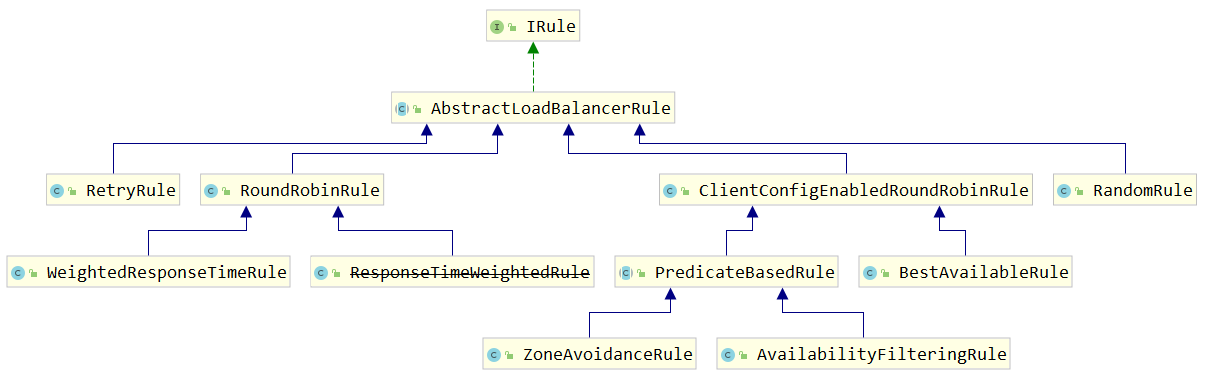 IRule
AbstractLoadBalancerRule
RetryRule
RoundRobinRule
ClientConfigEnabledRoundRobinRule
RandomRule
WeightedResponseTimeRule
ResponseTimeWeightedRule
PredicateBasedRule
BestAvailableRule
ZoneAvoidanceRule
AvailabilityFilteringRule